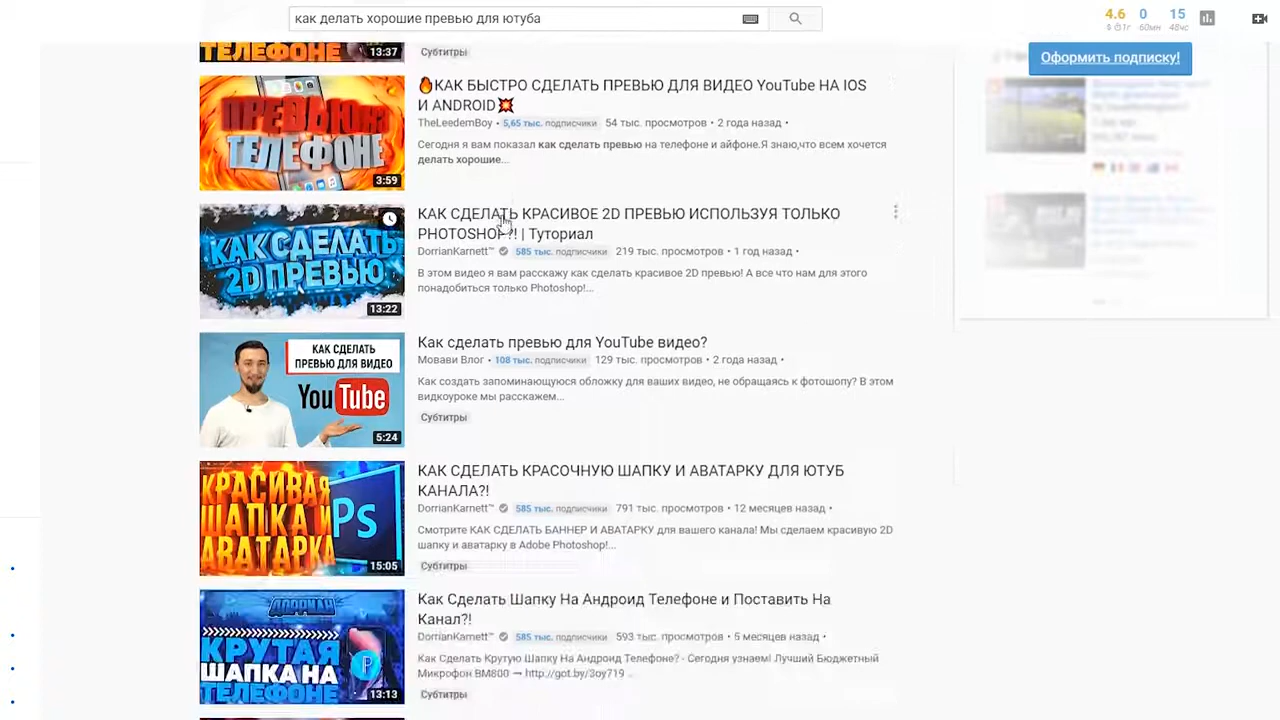 как делать хорошие превью для ютуба
4.6 0 15
60мн 48чс
Оформить подписку!
ТЕЛЕФОНЕ
13:37
Субтитры
ПРЕВЬЮ НА
ТЕЛЕФОНЕ
3:59
КАК БЫСТРО СДЕЛАТЬ ПРЕВЬЮ ДЛЯ ВИДЕО YouTube НА IOS
И ANDROID
TheLeedemBoy • 5,65 тыс. подписчики 54 тыс. просмотров • 2 года назад •
Сегодня я вам показал как сделать превью на телефоне и айфоне.Я знаю,что всем хочется
делать хорошие...
КАК СДЕЛАТЬ
2D ПРЕВЬЮ
13:22
КАК СДЕЛАТЬ КРАСИВОЕ 2D ПРЕВЬЮ ИСПОЛЬЗУЯ ТОЛЬКО
PHOTOSHOP?! | Туториал
DorrianKarnett™ 585 тыс. подписчики 219 тыс. просмотров • 1 год назад •
В этом видео я вам расскажу как сделать красивое 2D превью! А все что нам для этого
понадобиться только Photoshop!...
КАК СДЕЛАТЬ
ПРЕВЬЮ ДЛЯ ВИДЕО
YouTube
5:24
Как сделать превью для YouTube видео?
Мовави Влог • 108 тыс. подписчики 129 тыс. просмотров • 2 года назад •
Как создать запоминающуюся обложку для ваших видео, не обращаясь к фотошопу? В этом
видкоуроке мы расскажем...
Субтитры
КРАСИВАЯ
ШАПКА И
АВАТАРКА
Ps
15:05
КАК СДЕЛАТЬ КРАСОЧНУЮ ШАПКУ И АВАТАРКУ ДЛЯ ЮТУБ
КАНАЛА?!
DorrianKarnett™ 585 тыс. подписчики 791 тыс. просмотров • 12 месяцев назад •
Смотрите КАК СДЕЛАТЬ БАННЕР И АВАТАРКУ для вашего канала! Мы сделаем красивую 2D
шапку и аватарку в Adobe Photoshop!...
Субтитры
ДОРРИАН
КРУТАЯ
ШАПКА НА
ТЕЛЕФОНЕ
13:13
Как Сделать Шапку На Андроид Телефоне и Поставить На
Канал?!
DorrianKarnett™ 585 тыс. подписчики 593 тыс. просмотров • 5 месяцев назад •
Как Сделать Крутую Шапку На Андроид Телефоне? - Сегодня узнаем! Лучший Бюджетный
Микрофон BM800 → http://got.by/3oy719 ...
Субтитры